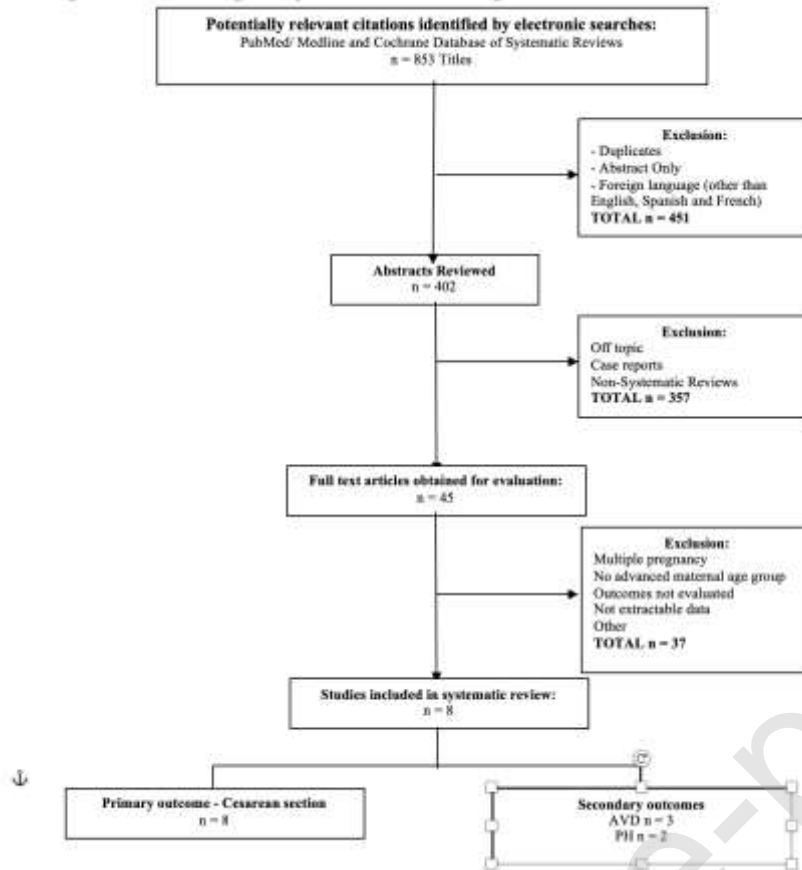 Potentially relevant citations identified by electronic searches:
PubMed/ Medline and Cochrane Database of Systematic Reviews
n = 853 Titles
Exclusion:
- Duplicates
- Abstract Only
- Foreign language (other than
English, Spanish and French)
TOTAL n = 451
Abstracts Reviewed
n = 402
Exclusion:
Off topic
Case reports
Non-Systematic Reviews
TOTAL n = 357
Full text articles obtained for evaluation:
n = 45
Exclusion:
Multiple pregnancy
No advanced maternal age group
Outcomes not evaluated
Not extractable data
Other
TOTAL n = 37
Studies included in systematic review:
n = 8
Primary outcome - Cesarean section
n = 8
Secondary outcomes
AVD n = 3
PH n = 2